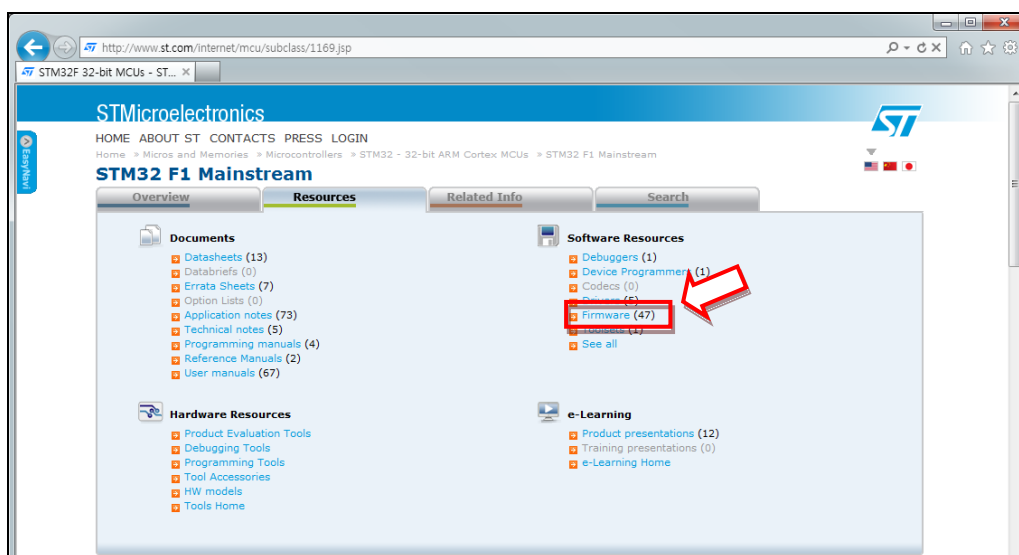 http://www.st.com/internet/mcu/subclass/1169.jsp
STM32F 32-bit MCUs - ST...
STMicroelectronics
HOME ABOUT ST CONTACTS PRESS LOGIN
Home » Micros and Memories » Microcontrollers » STM32 - 32-bit ARM Cortex MCUs » STM32 F1 Mainstream
EasyNavi
STM32 F1 Mainstream
Overview Resources Related Info Search
Documents
Datasheets (13)
Databriefs (0)
Errata Sheets (7)
Option Lists (0)
Application notes (73)
Technical notes (5)
Programming manuals (4)
Reference Manuals (2)
User manuals (67)
Software Resources
Debuggers (1)
Device Programmers (1)
Codecs (0)
Drivers (5)
Firmware (47)
Toolsets (1)
See all
Hardware Resources
Product Evaluation Tools
Debugging Tools
Programming Tools
Tool Accessories
HW models
Tools Home
e-Learning
Product presentations (12)
Training presentations (0)
e-Learning Home